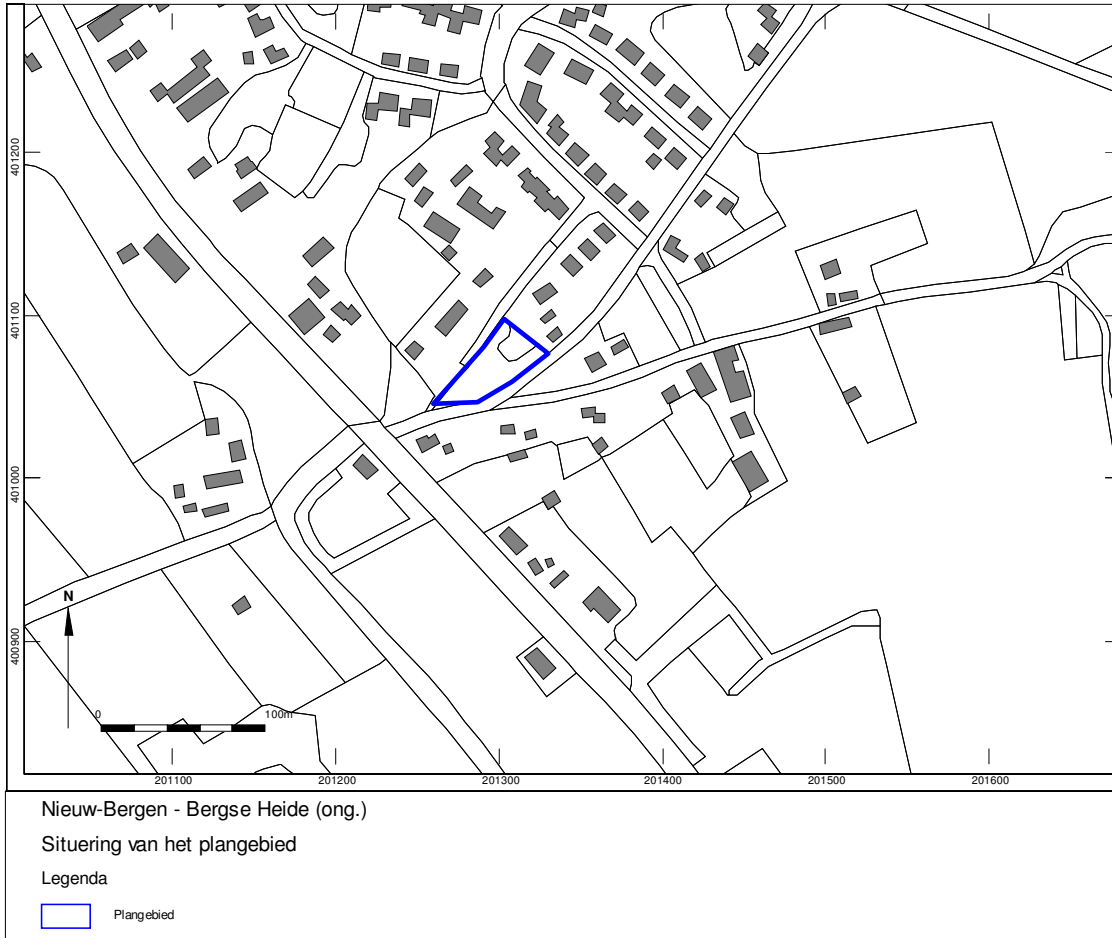 401200
401100
401000
400900
N
0 100m
201100 201200 201300 201400 201500 201600
Nieuw-Bergen - Bergse Heide (ong.)
Situering van het plangebied
Legenda
Plangebied